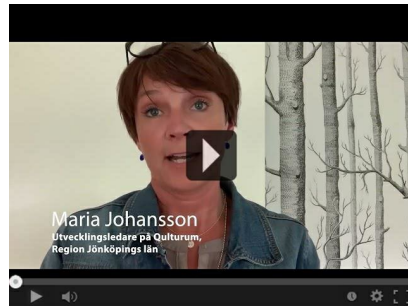 Maria Johansson
Utvecklingsledare på Qulturum,
Region Jönköpings län